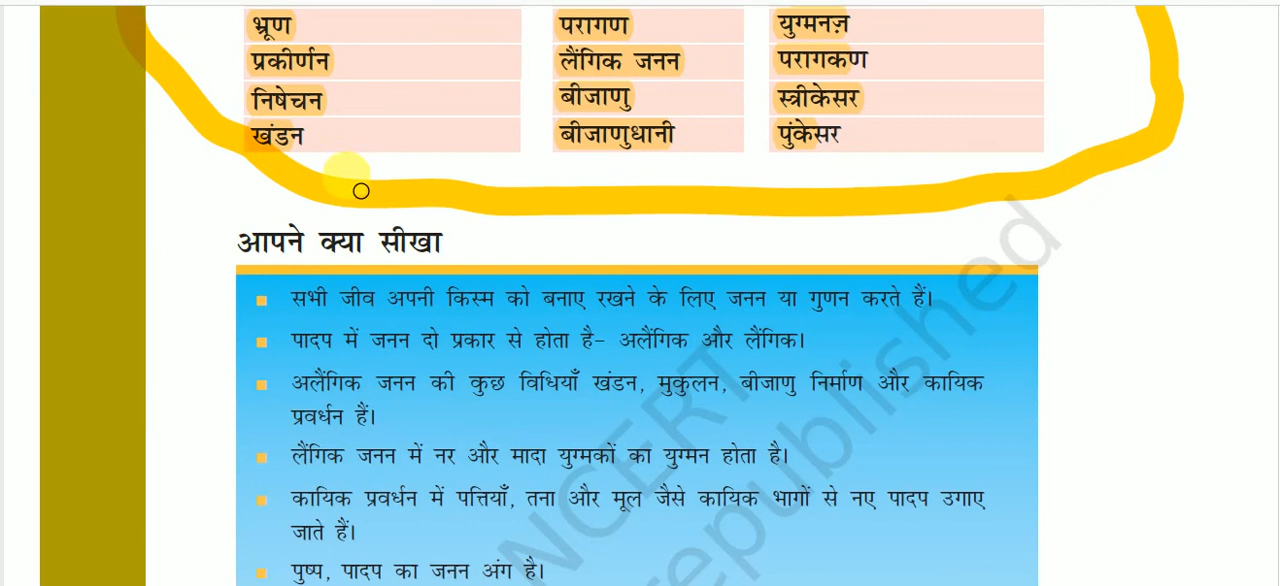 भ्रूण परागण युग्मनज़
प्रकीर्णन लैंगिक जनन परागकण
निषेचन बीजाणु स्त्रीकेसर
खंडन बीजाणुधानी पुंकेसर
आपने क्या सीखा
सभी जीव अपनी किस्म को बनाए रखने के लिए जनन या गुणन करते हैं।
पादप में जनन दो प्रकार से होता है– अलैंगिक और लैंगिक।
अलैंगिक जनन की कुछ विधियाँ खंडन, मुकुलन, बीजाणु निर्माण और कायिक
प्रवर्धन हैं।
लैंगिक जनन में नर और मादा युग्मकों का युग्मन होता है।
कायिक प्रवर्धन में पत्तियाँ, तना और मूल जैसे कायिक भागों से नए पादप उगाए
जाते हैं।
पुष्प, पादप का जनन अंग है।
NCERT
republished